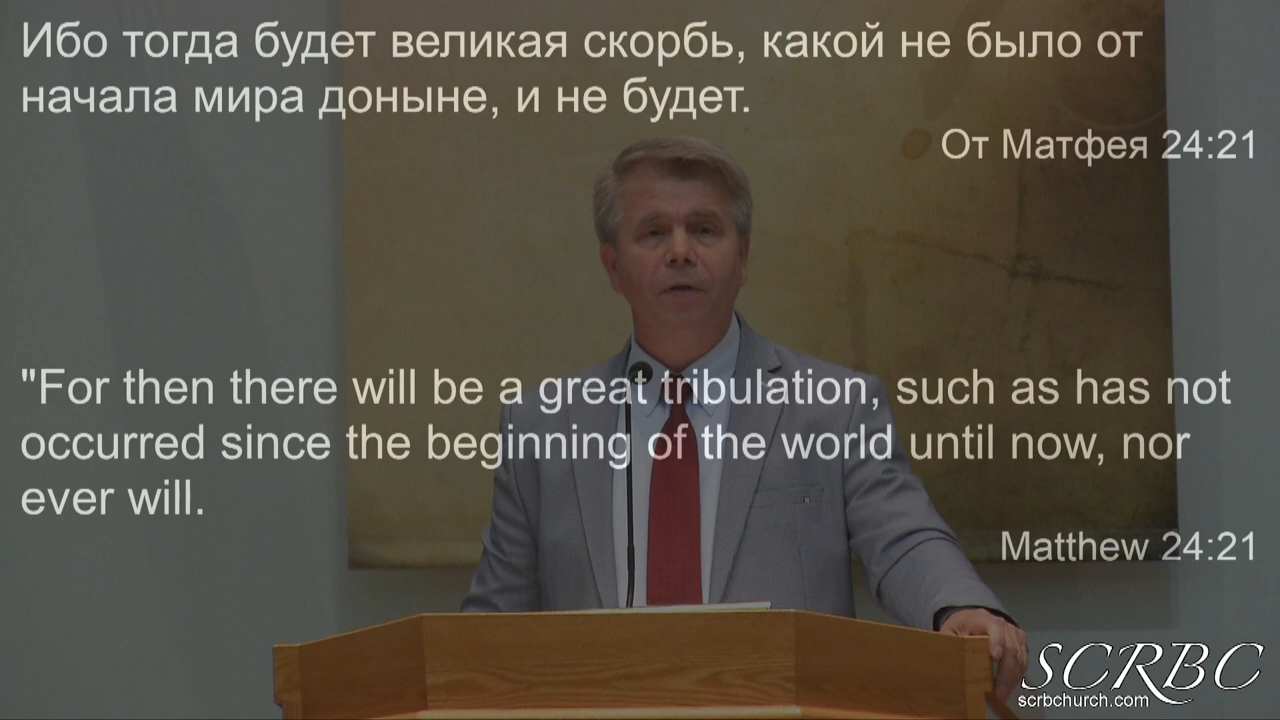 Ибо тогда будет великая скорбь, какой не было от
начала мира доныне, и не будет.
От Матфея 24:21
"For then there will be a great tribulation, such as has not
occurred since the beginning of the world until now, nor
ever will.
Matthew 24:21
SCRBC
scrbchurch.com